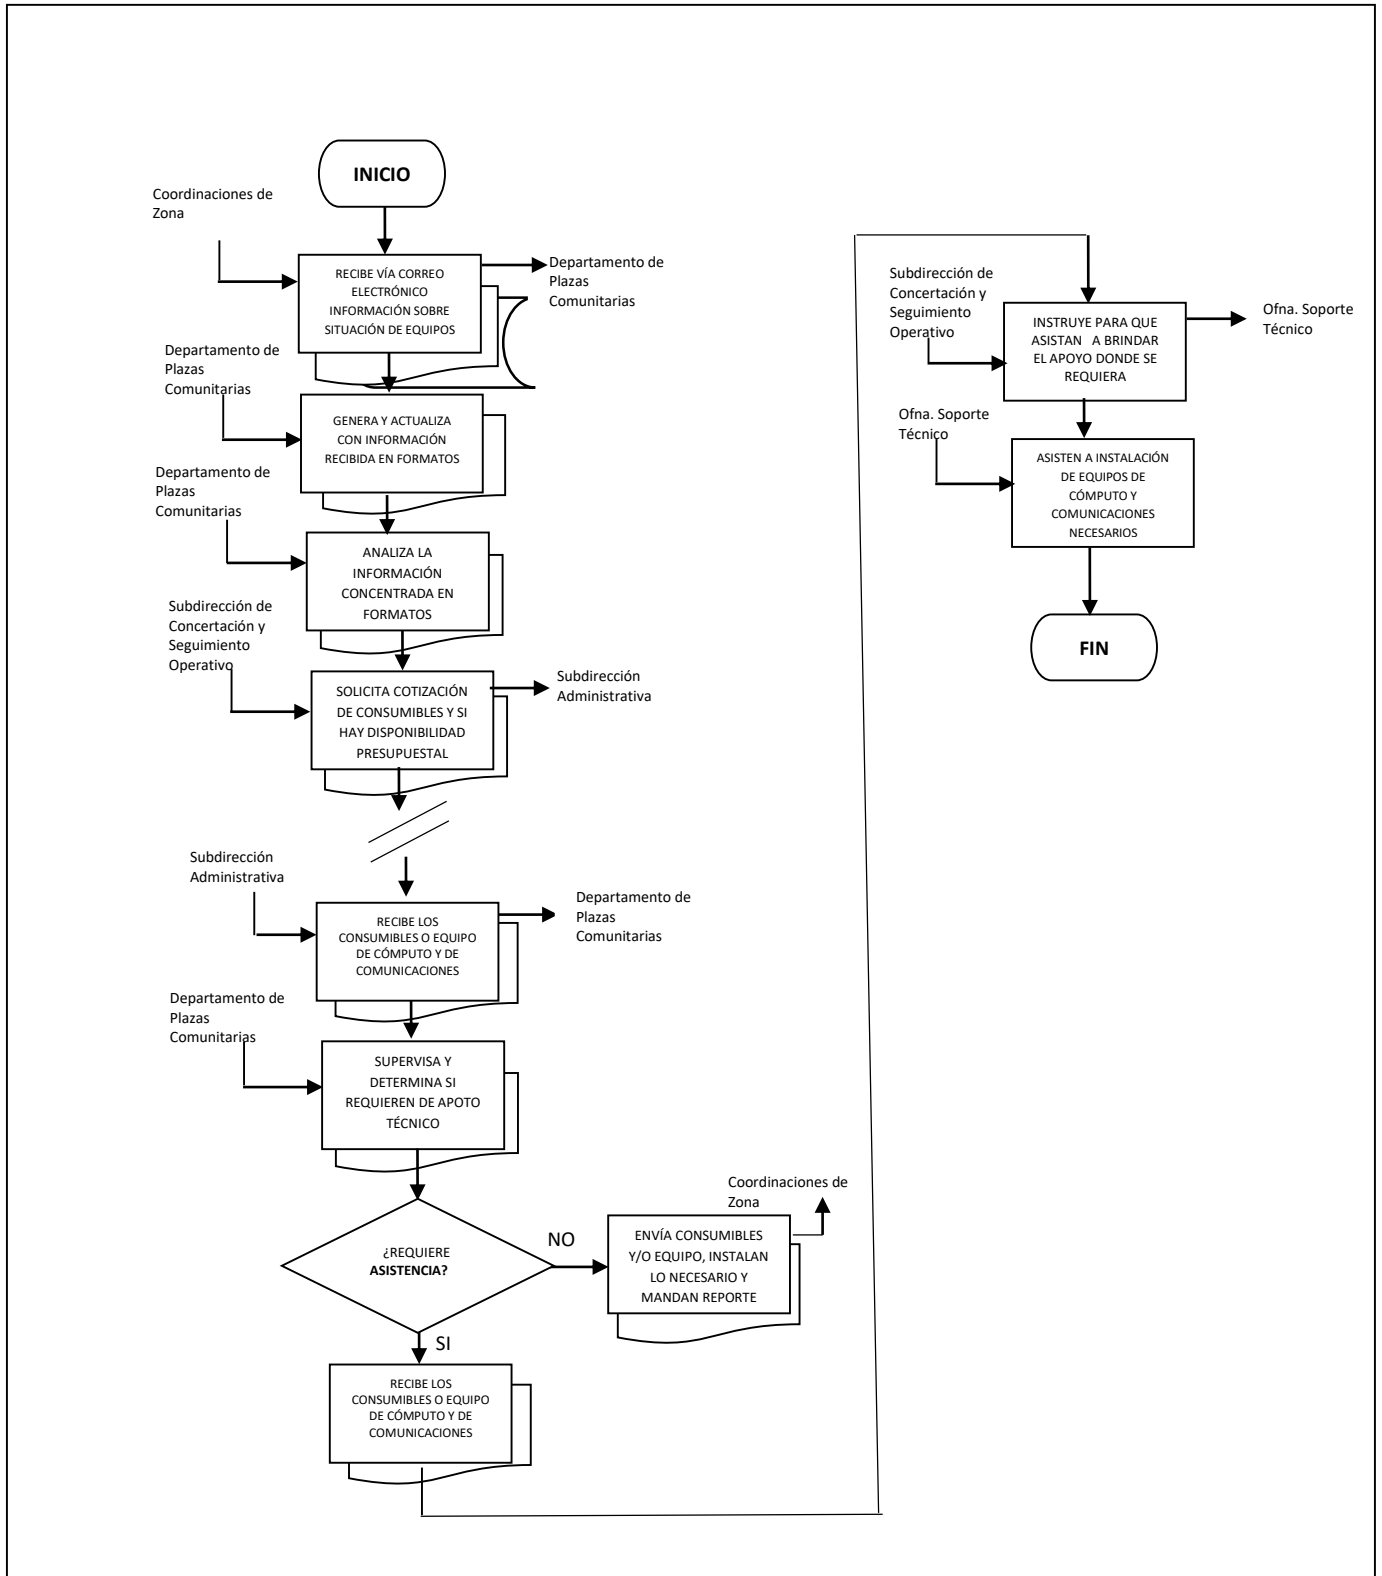 INICIO
Coordinaciones de
Zona
RECIBE VÍA CORREO
ELECTRÓNICO
INFORMACIÓN SOBRE
SITUACIÓN DE EQUIPOS
Departamento de
Plazas
Comunitarias
Departamento de
Plazas
Comunitarias
GENERA Y ACTUALIZA
CON INFORMACIÓN
RECIBIDA EN FORMATOS
Departamento de
Plazas
Comunitarias
ANALIZA LA
INFORMACIÓN
CONCENTRADA EN
FORMATOS
Subdirección de
Concertación y
Seguimiento
Operativo
SOLICITA COTIZACIÓN
DE CONSUMIBLES Y SI
HAY DISPONIBILIDAD
PRESUPUESTAL
Subdirección
Administrativa
Subdirección
Administrativa
RECIBE LOS
CONSUMIBLES O EQUIPO
DE CÓMPUTO Y DE
COMUNICACIONES
Departamento de
Plazas
Comunitarias
Departamento de
Plazas
Comunitarias
SUPERVISA Y
DETERMINA SI
REQUIEREN DE APOTO
TÉCNICO
¿REQUIERE
ASISTENCIA?
NO
ENVÍA CONSUMIBLES
Y/O EQUIPO, INSTALAN
LO NECESARIO Y
MANDAN REPORTE
Coordinaciones de
Zona
SI
RECIBE LOS
CONSUMIBLES O EQUIPO
DE CÓMPUTO Y DE
COMUNICACIONES
Subdirección de
Concertación y
Seguimiento
Operativo
INSTRUYE PARA QUE
ASISTAN A BRINDAR
EL APOYO DONDE SE
REQUIERA
Ofna. Soporte
Técnico
Ofna. Soporte
Técnico
ASISTEN A INSTALACIÓN
DE EQUIPOS DE
CÓMPUTO Y
COMUNICACIONES
NECESARIOS
FIN